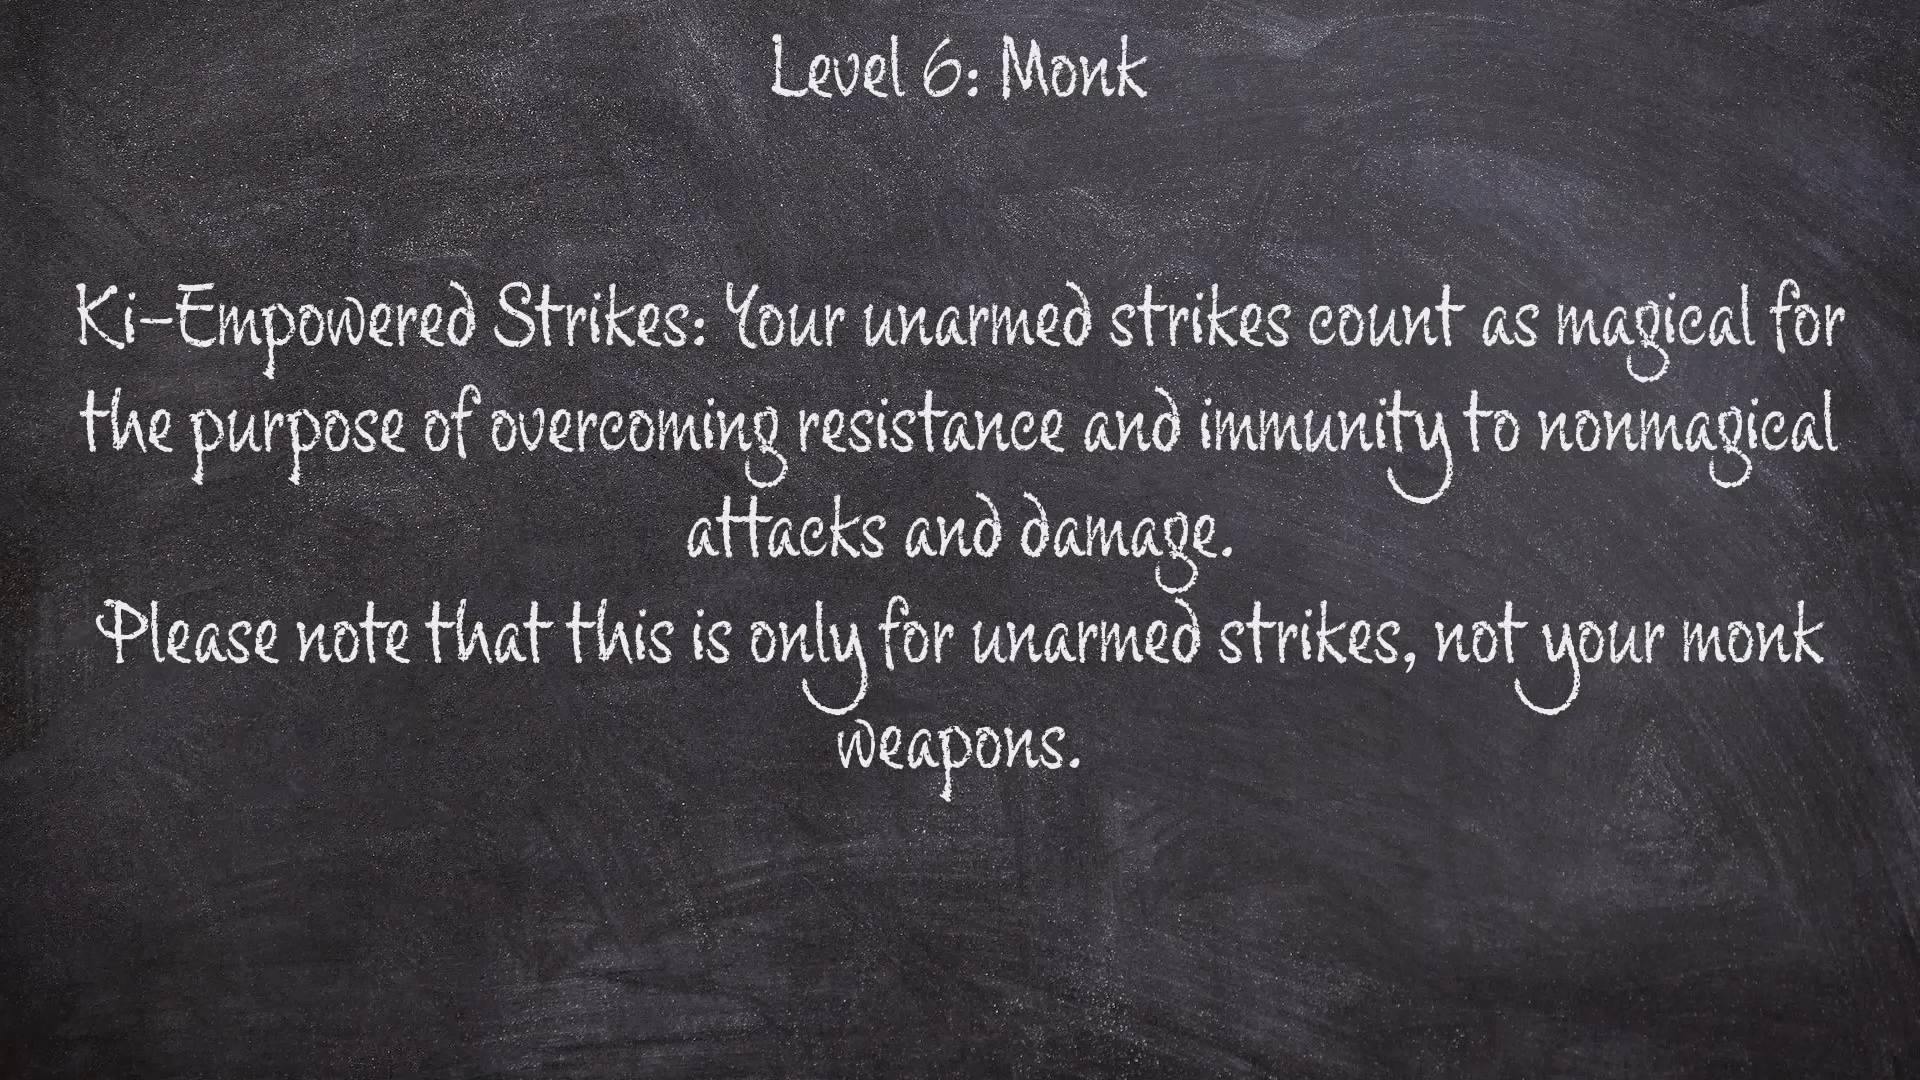 Level 6: Monk
Ki-Empowered Strikes: Your unarmed strikes count as magical for
the purpose of overcoming resistance and immunity to nonmagical
attacks and damage.
Please note that this is only for unarmed strikes, not your monk
weapons.